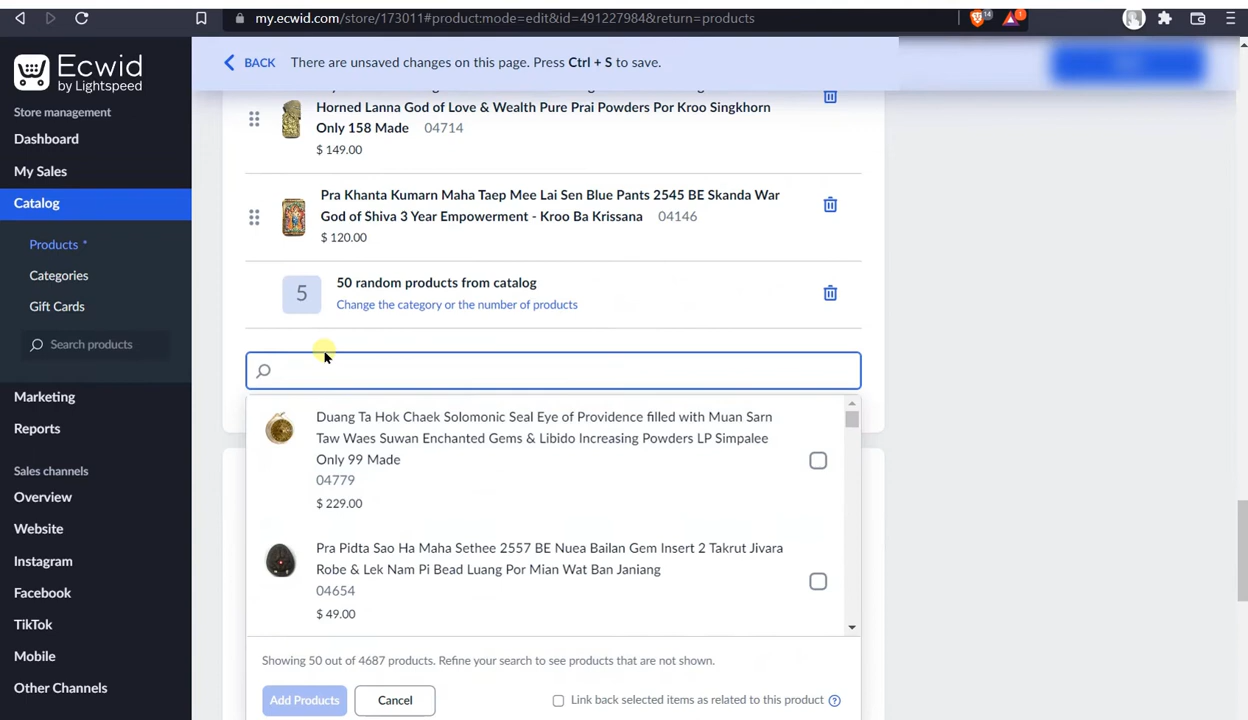 my.ecwid.com/store/173011#product:mode=edit&id=491227984&return=products
14
1
Ecwid
by Lightspeed
Store management
Dashboard
My Sales
Catalog
Products *
Categories
Gift Cards
Search products
Marketing
Reports
Sales channels
Overview
Website
Instagram
Facebook
TikTok
Mobile
Other Channels
BACK
There are unsaved changes on this page. Press Ctrl + S to save.
Horned Lanna God of Love & Wealth Pure Prai Powders Por Kroo Singkhorn
Only 158 Made 04714
$ 149.00
Pra Khanta Kumarn Maha Taep Mee Lai Sen Blue Pants 2545 BE Skanda War
God of Shiva 3 Year Empowerment - Kroo Ba Krissana 04146
$ 120.00
5
50 random products from catalog
Change the category or the number of products
Duang Ta Hok Chaek Solomonic Seal Eye of Providence filled with Muan Sarn
Taw Waes Suwan Enchanted Gems & Libido Increasing Powders LP Simpalee
Only 99 Made
04779
$ 229.00
Pra Pidta Sao Ha Maha Sethee 2557 BE Nuea Bailan Gem Insert 2 Takrut Jivara
Robe & Lek Nam Pi Bead Luang Por Mian Wat Ban Janiang
04654
$ 49.00
Showing 50 out of 4687 products. Refine your search to see products that are not shown.
Add Products
Cancel
Link back selected items as related to this product ?